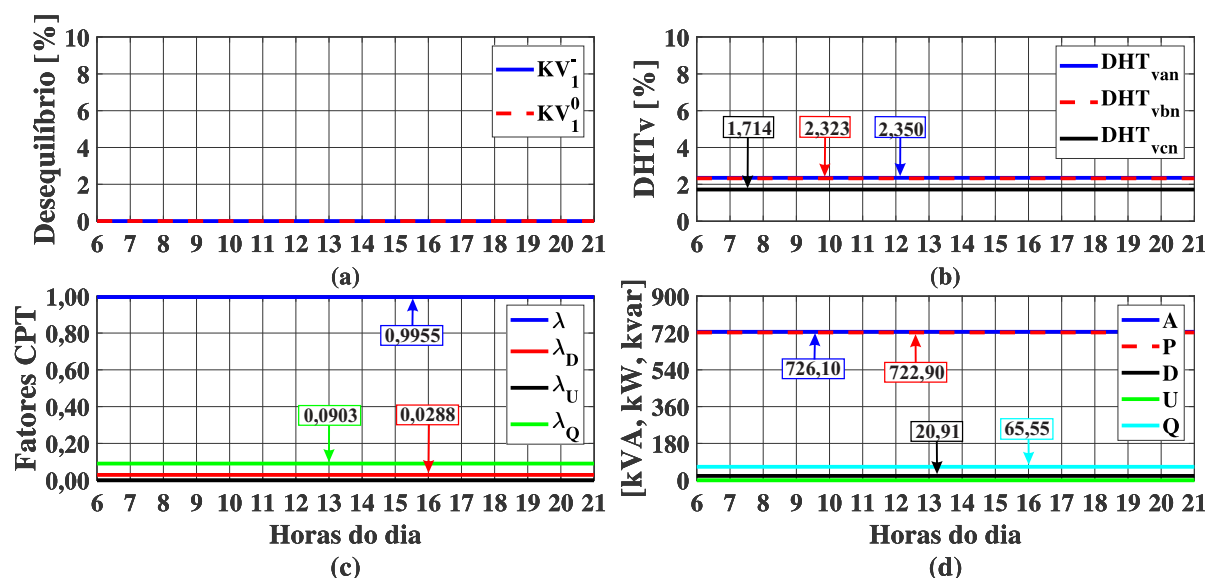 Desequilíbrio [%]
10
8
6
4
2
0
KV₁⁻
KV₁⁰
6 7 8 9 10 11 12 13 14 15 16 17 18 19 20 21
(a)
DHTv [%]
10
8
6
4
2
0
1,714
2,323
2,350
DHT_van
DHT_vbn
DHT_vcn
6 7 8 9 10 11 12 13 14 15 16 17 18 19 20 21
(b)
Fatores CPT
1,00
0,80
0,60
0,40
0,20
0,00
0,9955
0,0903
0,0288
λ
λ_D
λ_U
λ_Q
6 7 8 9 10 11 12 13 14 15 16 17 18 19 20 21
Horas do dia
(c)
[kVA, kW, kvar]
900
720
540
360
180
0
726,10
722,90
20,91
65,55
A
P
D
U
Q
6 7 8 9 10 11 12 13 14 15 16 17 18 19 20 21
Horas do dia
(d)